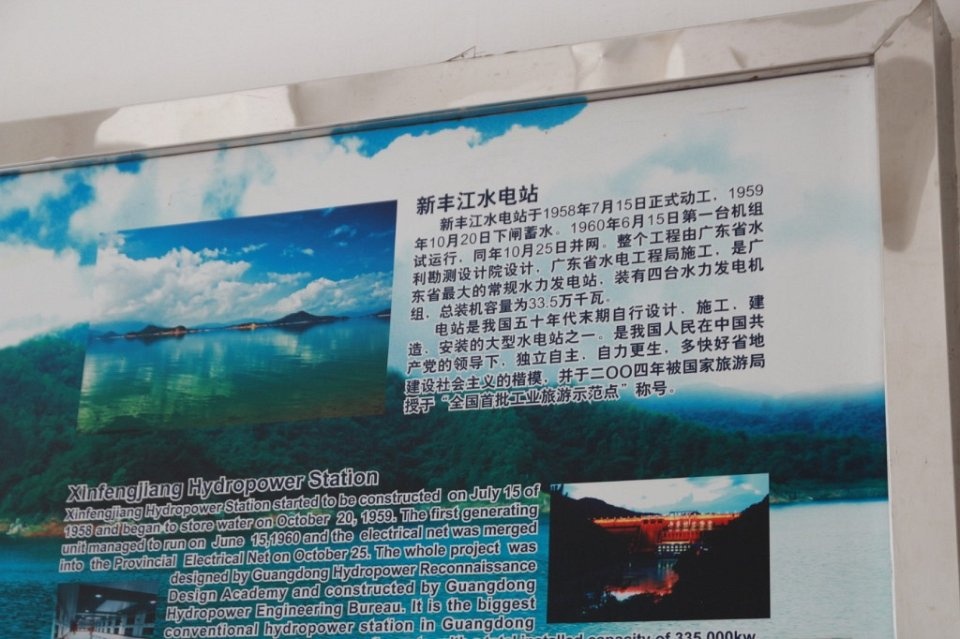 新丰江水电站
新丰江水电站于1958年7月15日正式动工，1959
年10月20日下闸蓄水。1960年6月15日第一台机组
试运行，同年10月25日并网。整个工程由广东省水
利勘测设计院设计，广东省水电工程局施工，是广
东省最大的常规水力发电站，装有四台水力发电机
组，总装机容量为33.5万千瓦。
电站是我国五十年代末期自行设计、施工、建
造、安装的大型水电站之一。是我国人民在中国共
产党的领导下，独立自主，自力更生，多快好省地
建设社会主义的楷模，并于二〇〇四年被国家旅游局
授于“全国首批工业旅游示范点”称号。
Xinfengjiang Hydropower Station
Xinfengjiang Hydropower Station started to be constructed on July 15 of
1958 and began to store water on October 20, 1959. The first generating
unit managed to run on June 15,1960 and the electrical net was merged
into the Provincial Electrical Net on October 25. The whole project was
designed by Guangdong Hydropower Reconnaissance
Design Academy and constructed by Guangdong
Hydropower Engineering Bureau. It is the biggest
conventional hydropower station in Guangdong
total installed capacity of 335,000kw